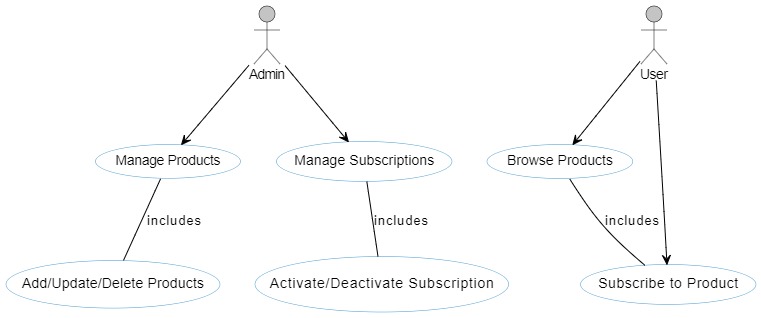 Admin
User
Manage Products
Manage Subscriptions
Browse Products
includes
includes
includes
Add/Update/Delete Products
Activate/Deactivate Subscription
Subscribe to Product